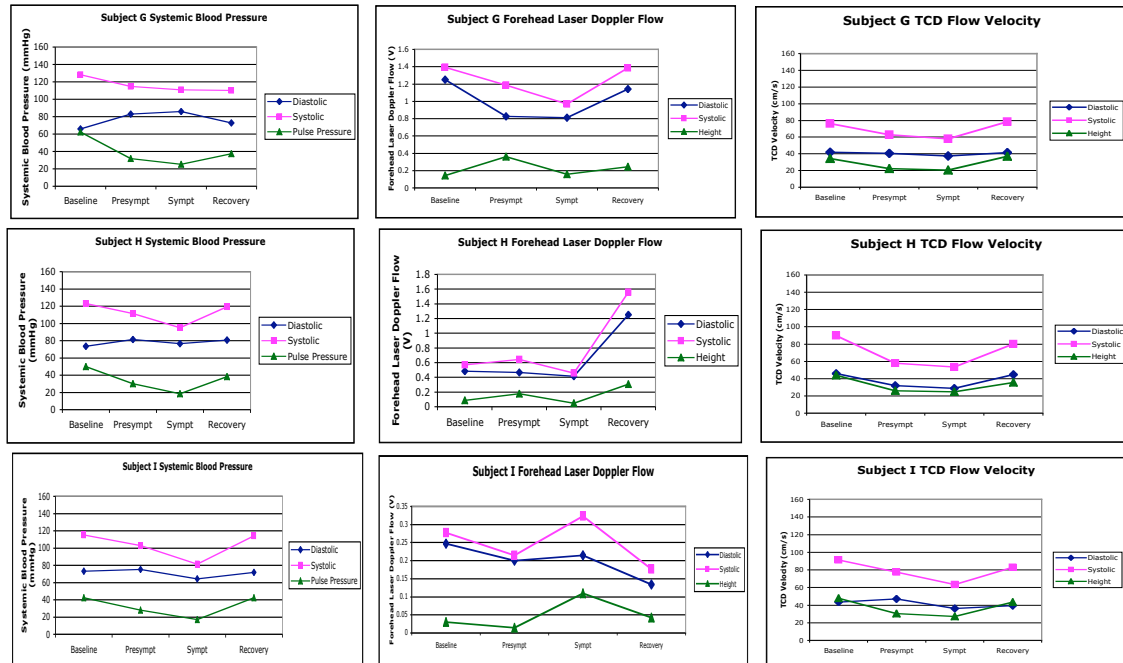 Subject G Systemic Blood Pressure
Systemic Blood Pressure (mmHg)
160
140
120
100
80
60
40
20
0
Baseline Presympt Sympt Recovery
Diastolic
Systolic
Pulse Pressure
Subject G Forehead Laser Doppler Flow
Forehead Laser Doppler Flow (V)
1.6
1.4
1.2
1
0.8
0.6
0.4
0.2
0
Baseline Presympt Sympt Recovery
Diastolic
Systolic
Height
Subject G TCD Flow Velocity
TCD Velocity (cm/s)
160
140
120
100
80
60
40
20
0
Baseline Presympt Sympt Recovery
Diastolic
Systolic
Height
Subject H Systemic Blood Pressure
Systemic Blood Pressure
(mmHg)
160
140
120
100
80
60
40
20
0
Baseline Presympt Sympt Recovery
Diastolic
Systolic
Pulse Pressure
Subject H Forehead Laser Doppler Flow
Forehead Laser Doppler Flow
(V)
1.8
1.6
1.4
1.2
1
0.8
0.6
0.4
0.2
0
Baseline Presympt Sympt Recovery
Diastolic
Systolic
Height
Subject H TCD Flow Velocity
TCD Velocity (cm/s)
160
140
120
100
80
60
40
20
0
Baseline Presympt Sympt Recovery
Diastolic
Systolic
Height
Subject I Systemic Blood Pressure
Systemic Blood Pressure
(mmHg)
160
140
120
100
80
60
40
20
0
Baseline Presympt Sympt Recovery
Diastolic
Systolic
Pulse Pressure
Subject I Forehead Laser Doppler Flow
Forehead Laser Doppler Flow (V)
0.35
0.3
0.25
0.2
0.15
0.1
0.05
0
Baseline Presympt Sympt Recovery
Diastolic
Systolic
Height
Subject I TCD Flow Velocity
TCD Velocity (cm/s)
160
140
120
100
80
60
40
20
0
Baseline Presympt Sympt Recovery
Diastolic
Systolic
Height